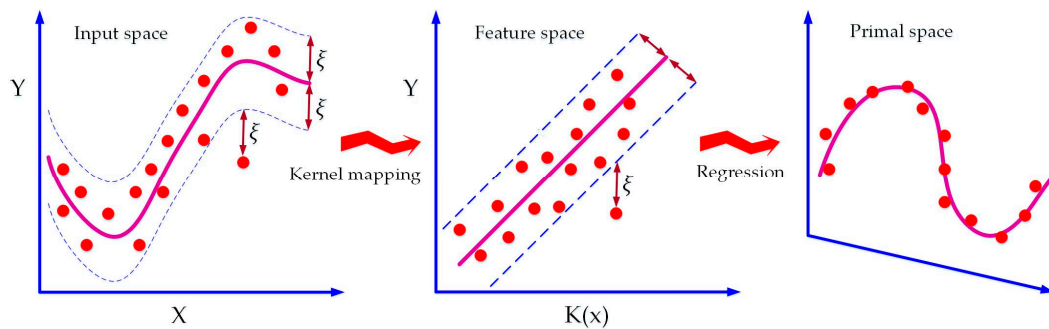 Input space
Y
ξ
ξ
ξ
X
Kernel mapping
Feature space
Y
ξ
K(x)
Regression
Primal space